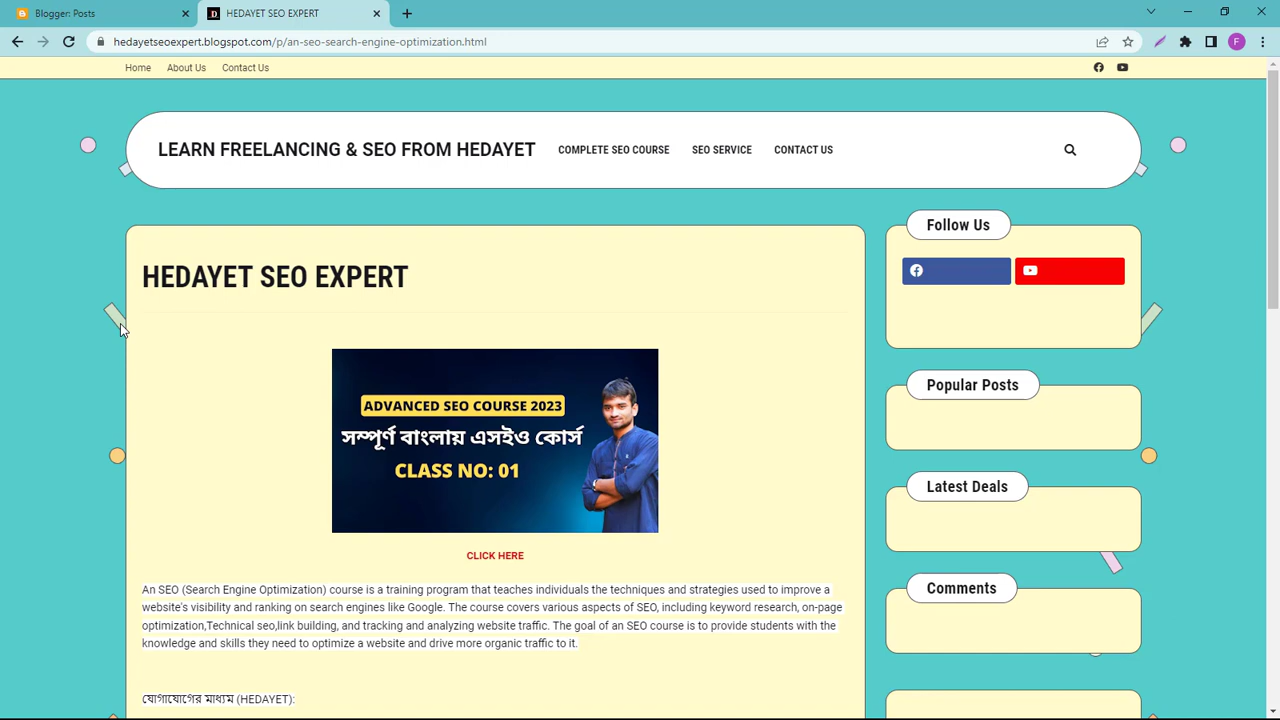 Blogger: Posts
HEDAYET SEO EXPERT
hedayetseoexpert.blogspot.com/p/an-seo-search-engine-optimization.html
F
Home About Us Contact Us
LEARN FREELANCING & SEO FROM HEDAYET COMPLETE SEO COURSE SEO SERVICE CONTACT US
HEDAYET SEO EXPERT
ADVANCED SEO COURSE 2023
সম্পূর্ণ বাংলায় এসইও কোর্স
CLASS NO: 01
CLICK HERE
An SEO (Search Engine Optimization) course is a training program that teaches individuals the techniques and strategies used to improve a
website's visibility and ranking on search engines like Google. The course covers various aspects of SEO, including keyword research, on-page
optimization,Technical seo,link building, and tracking and analyzing website traffic. The goal of an SEO course is to provide students with the
knowledge and skills they need to optimize a website and drive more organic traffic to it.
যোগাযোগের মাধ্যম (HEDAYET):
Follow Us
Popular Posts
Latest Deals
Comments